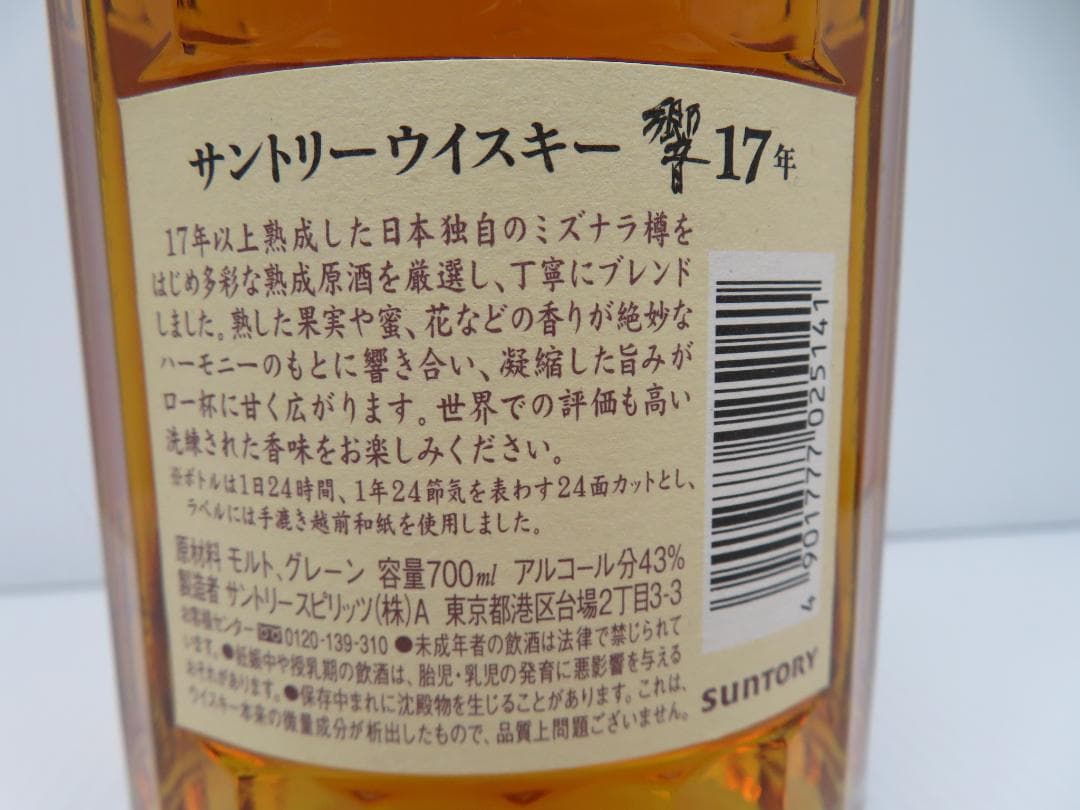 サントリーウイスキー 響 17年
17年以上熟成した日本独自のミズナラ樽を
はじめ多彩な熟成原酒を厳選し、丁寧にブレンド
しました。熟した果実や蜜、花などの香りが絶妙な
ハーモニーのもとに響き合い、凝縮した旨みが
口一杯に甘く広がります。世界での評価も高い
洗練された香味をお楽しみください。
※ボトルは1日24時間、1年24節気を表わす24面カットとし、
ラベルには手漉き越前和紙を使用しました。
原材料 モルト、グレーン 容量700ml アルコール分43%
製造者 サントリースピリッツ(株)A 東京都港区台場2丁目3-3
お客様センター 0120-139-310 ●未成年者の飲酒は法律で禁じられて
います。●妊娠中や授乳期の飲酒は、胎児・乳児の発育に悪影響を与える
おそれがあります。●保存中まれに沈殿物を生じることがあります。これは、
ウイスキー本来の微量成分が析出したもので、品質上問題ございません。
4 901777 025141
SUNTORY